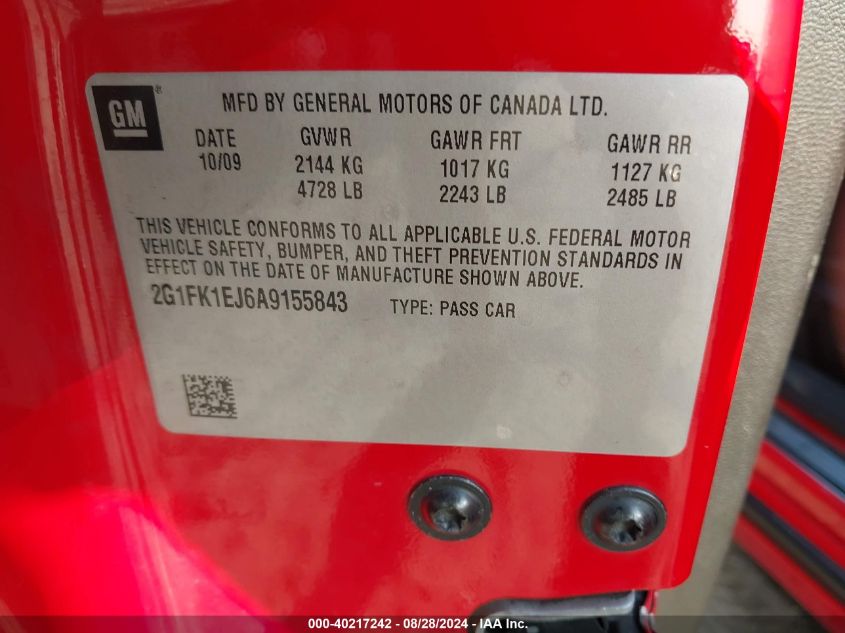 GM®
MFD BY GENERAL MOTORS OF CANADA LTD.
DATE GVWR GAWR FRT GAWR RR
10/09 2144 KG 1017 KG 1127 KG
4728 LB 2243 LB 2485 LB
THIS VEHICLE CONFORMS TO ALL APPLICABLE U.S. FEDERAL MOTOR
VEHICLE SAFETY, BUMPER, AND THEFT PREVENTION STANDARDS IN
EFFECT ON THE DATE OF MANUFACTURE SHOWN ABOVE.
2G1FK1EJ6A9155843 TYPE: PASS CAR
000-40217242 - 08/28/2024 - IAA Inc.